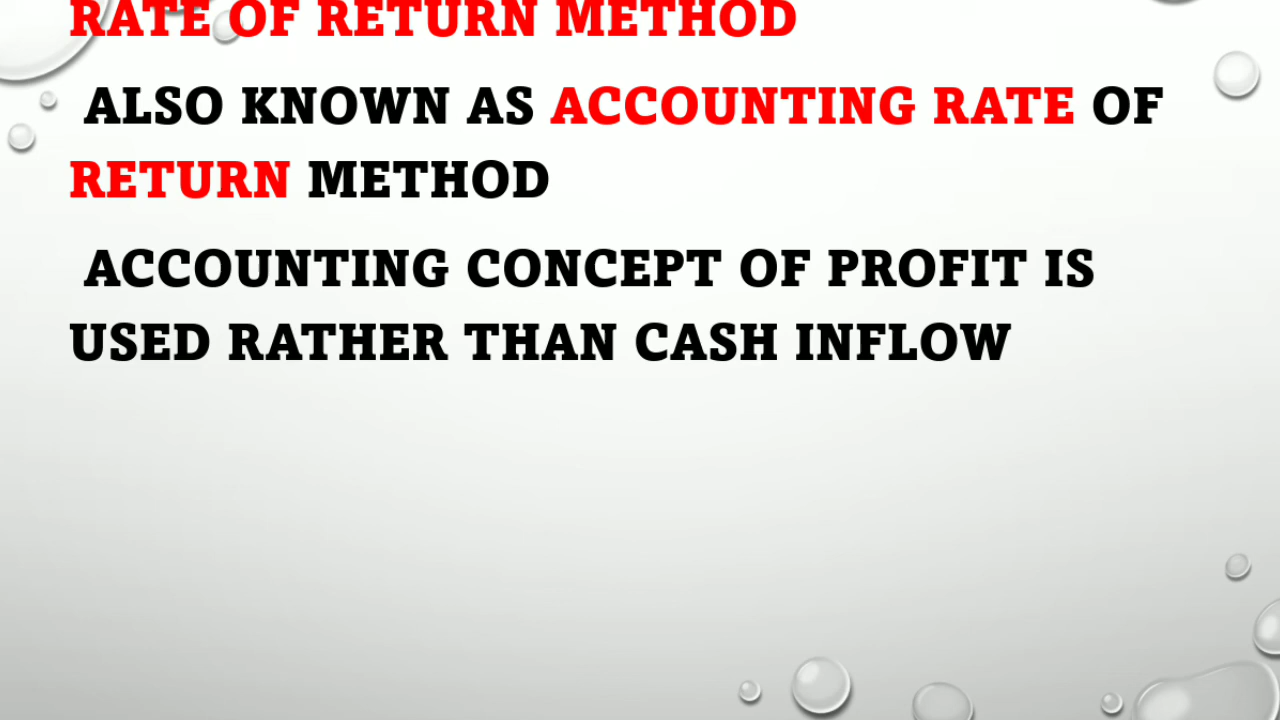 RATE OF RETURN METHOD
ALSO KNOWN AS ACCOUNTING RATE OF
RETURN METHOD
ACCOUNTING CONCEPT OF PROFIT IS
USED RATHER THAN CASH INFLOW